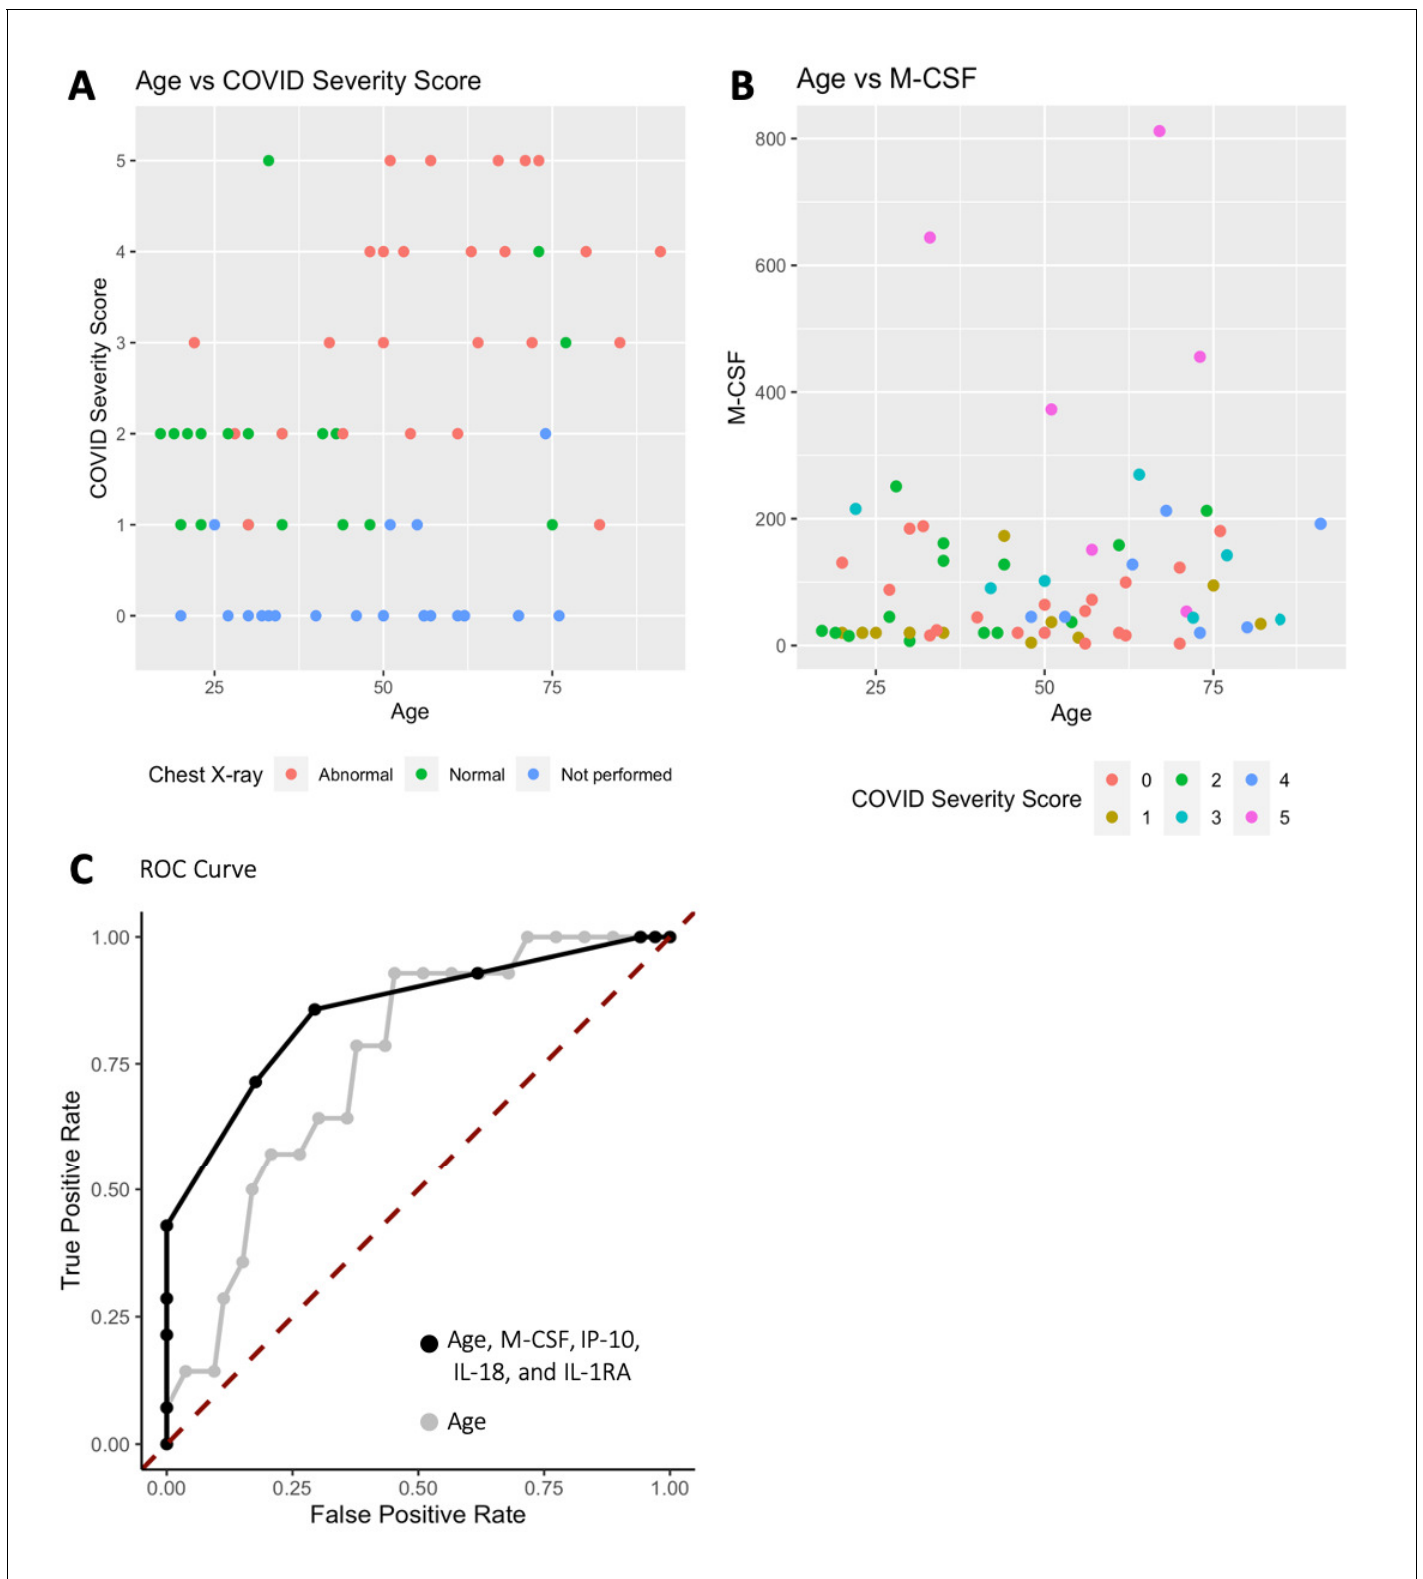 A
Age vs COVID Severity Score
5
4
3
2
1
0
COVID Severity Score
25 50 75
Age
Chest X-ray Abnormal Normal Not performed
B
Age vs M-CSF
800
600
400
200
0
M-CSF
25 50 75
Age
COVID Severity Score
0 2 4
1 3 5
C
ROC Curve
1.00
0.75
0.50
0.25
0.00
True Positive Rate
Age, M-CSF, IP-10,
IL-18, and IL-1RA
Age
0.00 0.25 0.50 0.75 1.00
False Positive Rate